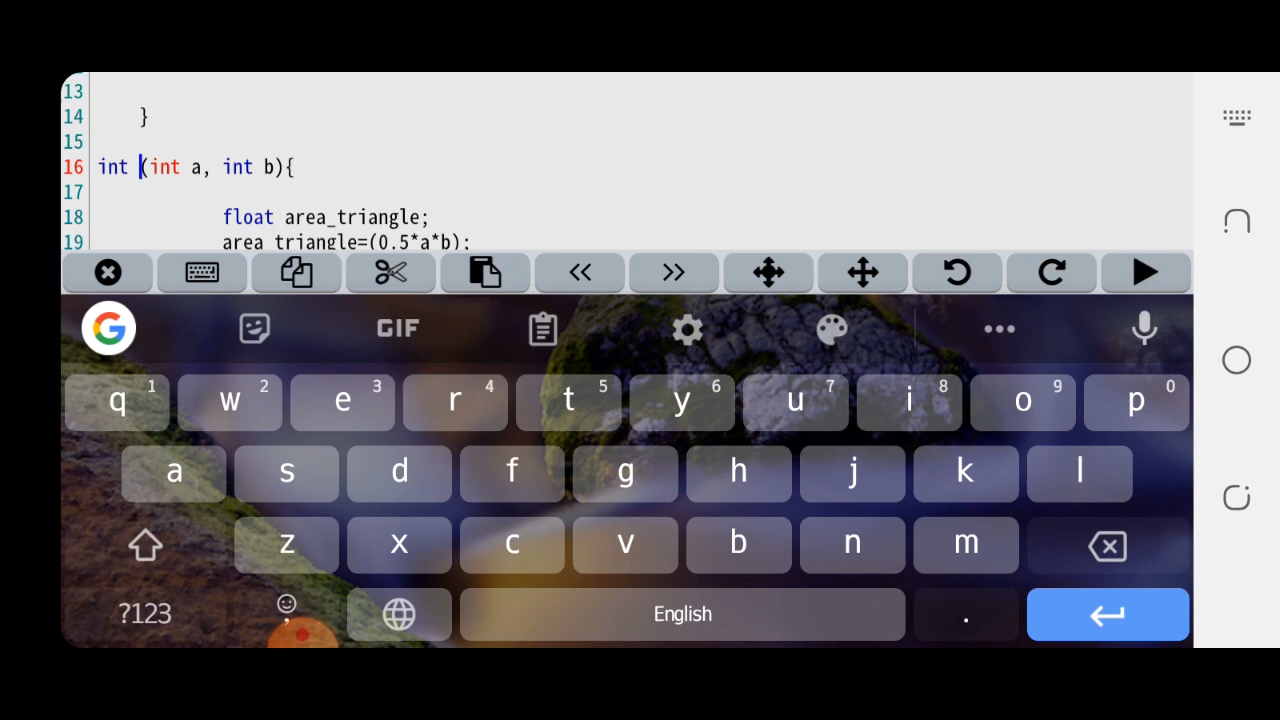 13
14 }
15
16 int (int a, int b){
17
18 float area_triangle;
19 area_triangle=(0.5*a*b);
G GIF
q 1 w 2 e 3 r 4 t 5 y 6 u 7 i 8 o 9 p 0
a s d f g h j k l
z x c v b n m
?123 , English .